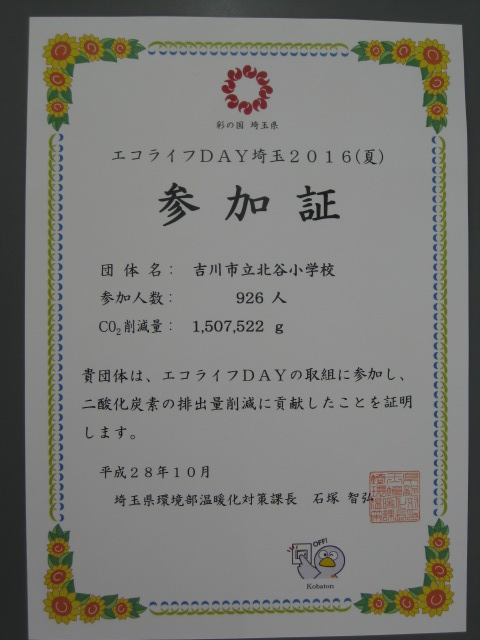 彩の国 埼玉県
エコライフDAY埼玉2016(夏)
参加証
団体名： 吉川市立北谷小学校
参加人数： 926 人
CO₂削減量： 1,507,522 g
貴団体は、エコライフDAYの取組に参加し、
二酸化炭素の排出量削減に貢献したことを証明
します。
平成28年10月
埼玉県環境部温暖化対策課長 石塚 智弘
OFF!
Kobaton